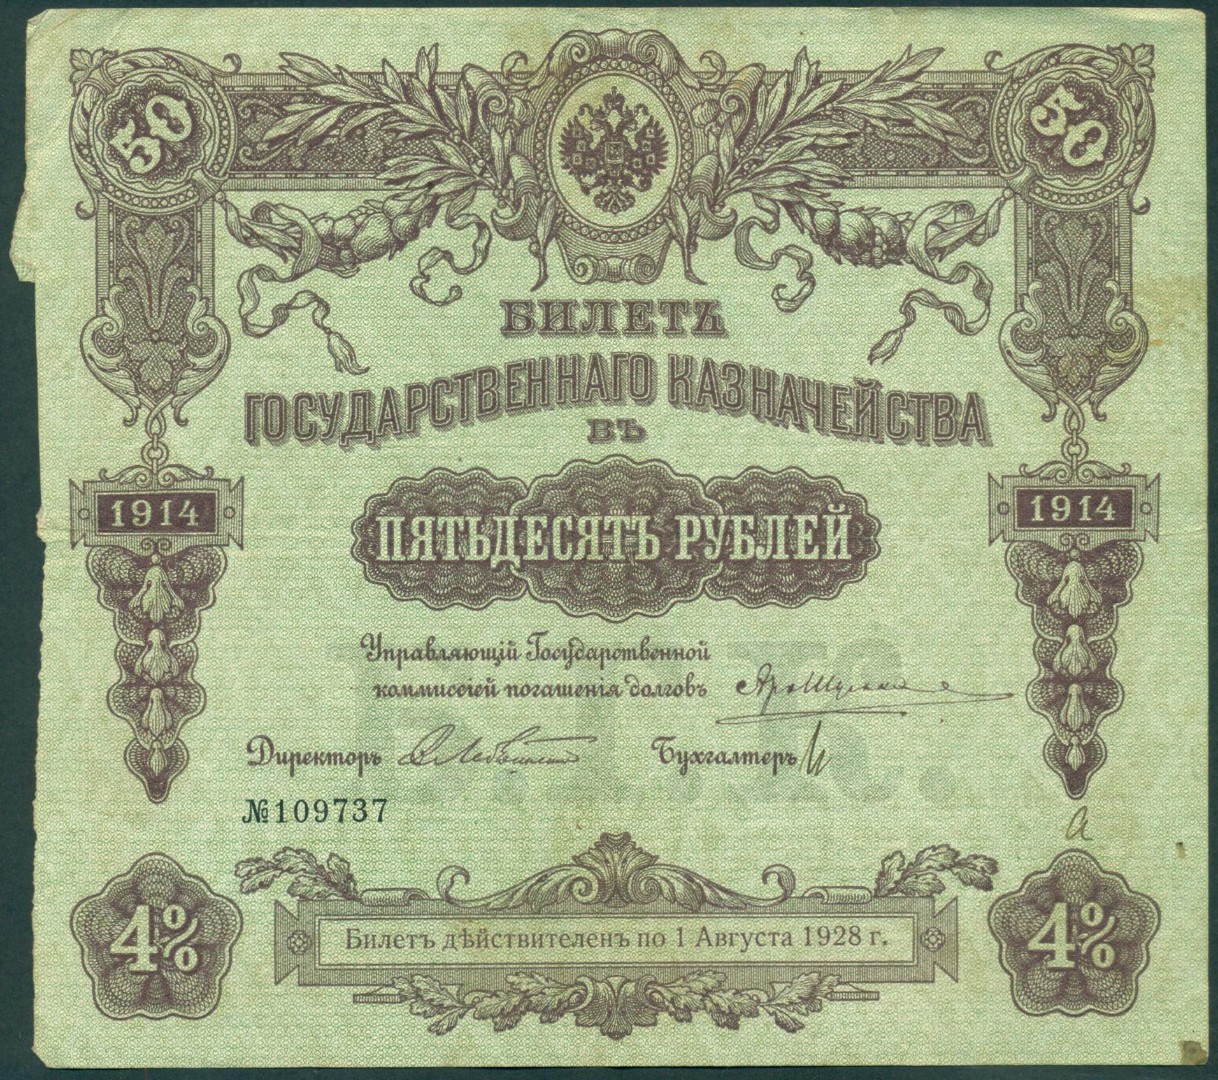 50 50
БИЛЕТЪ
ГОСУДАРСТВЕННАГО КАЗНАЧЕЙСТВА
ВЪ
1914 1914
ПЯТЬДЕСЯТЪ РУБЛЕЙ
Управляющій Государственной
коммиссіей погашенія долговъ
Директоръ Бухгалтеръ
№109737
4% 4%
Билетъ дѣйствителенъ по 1 Августа 1928 г.